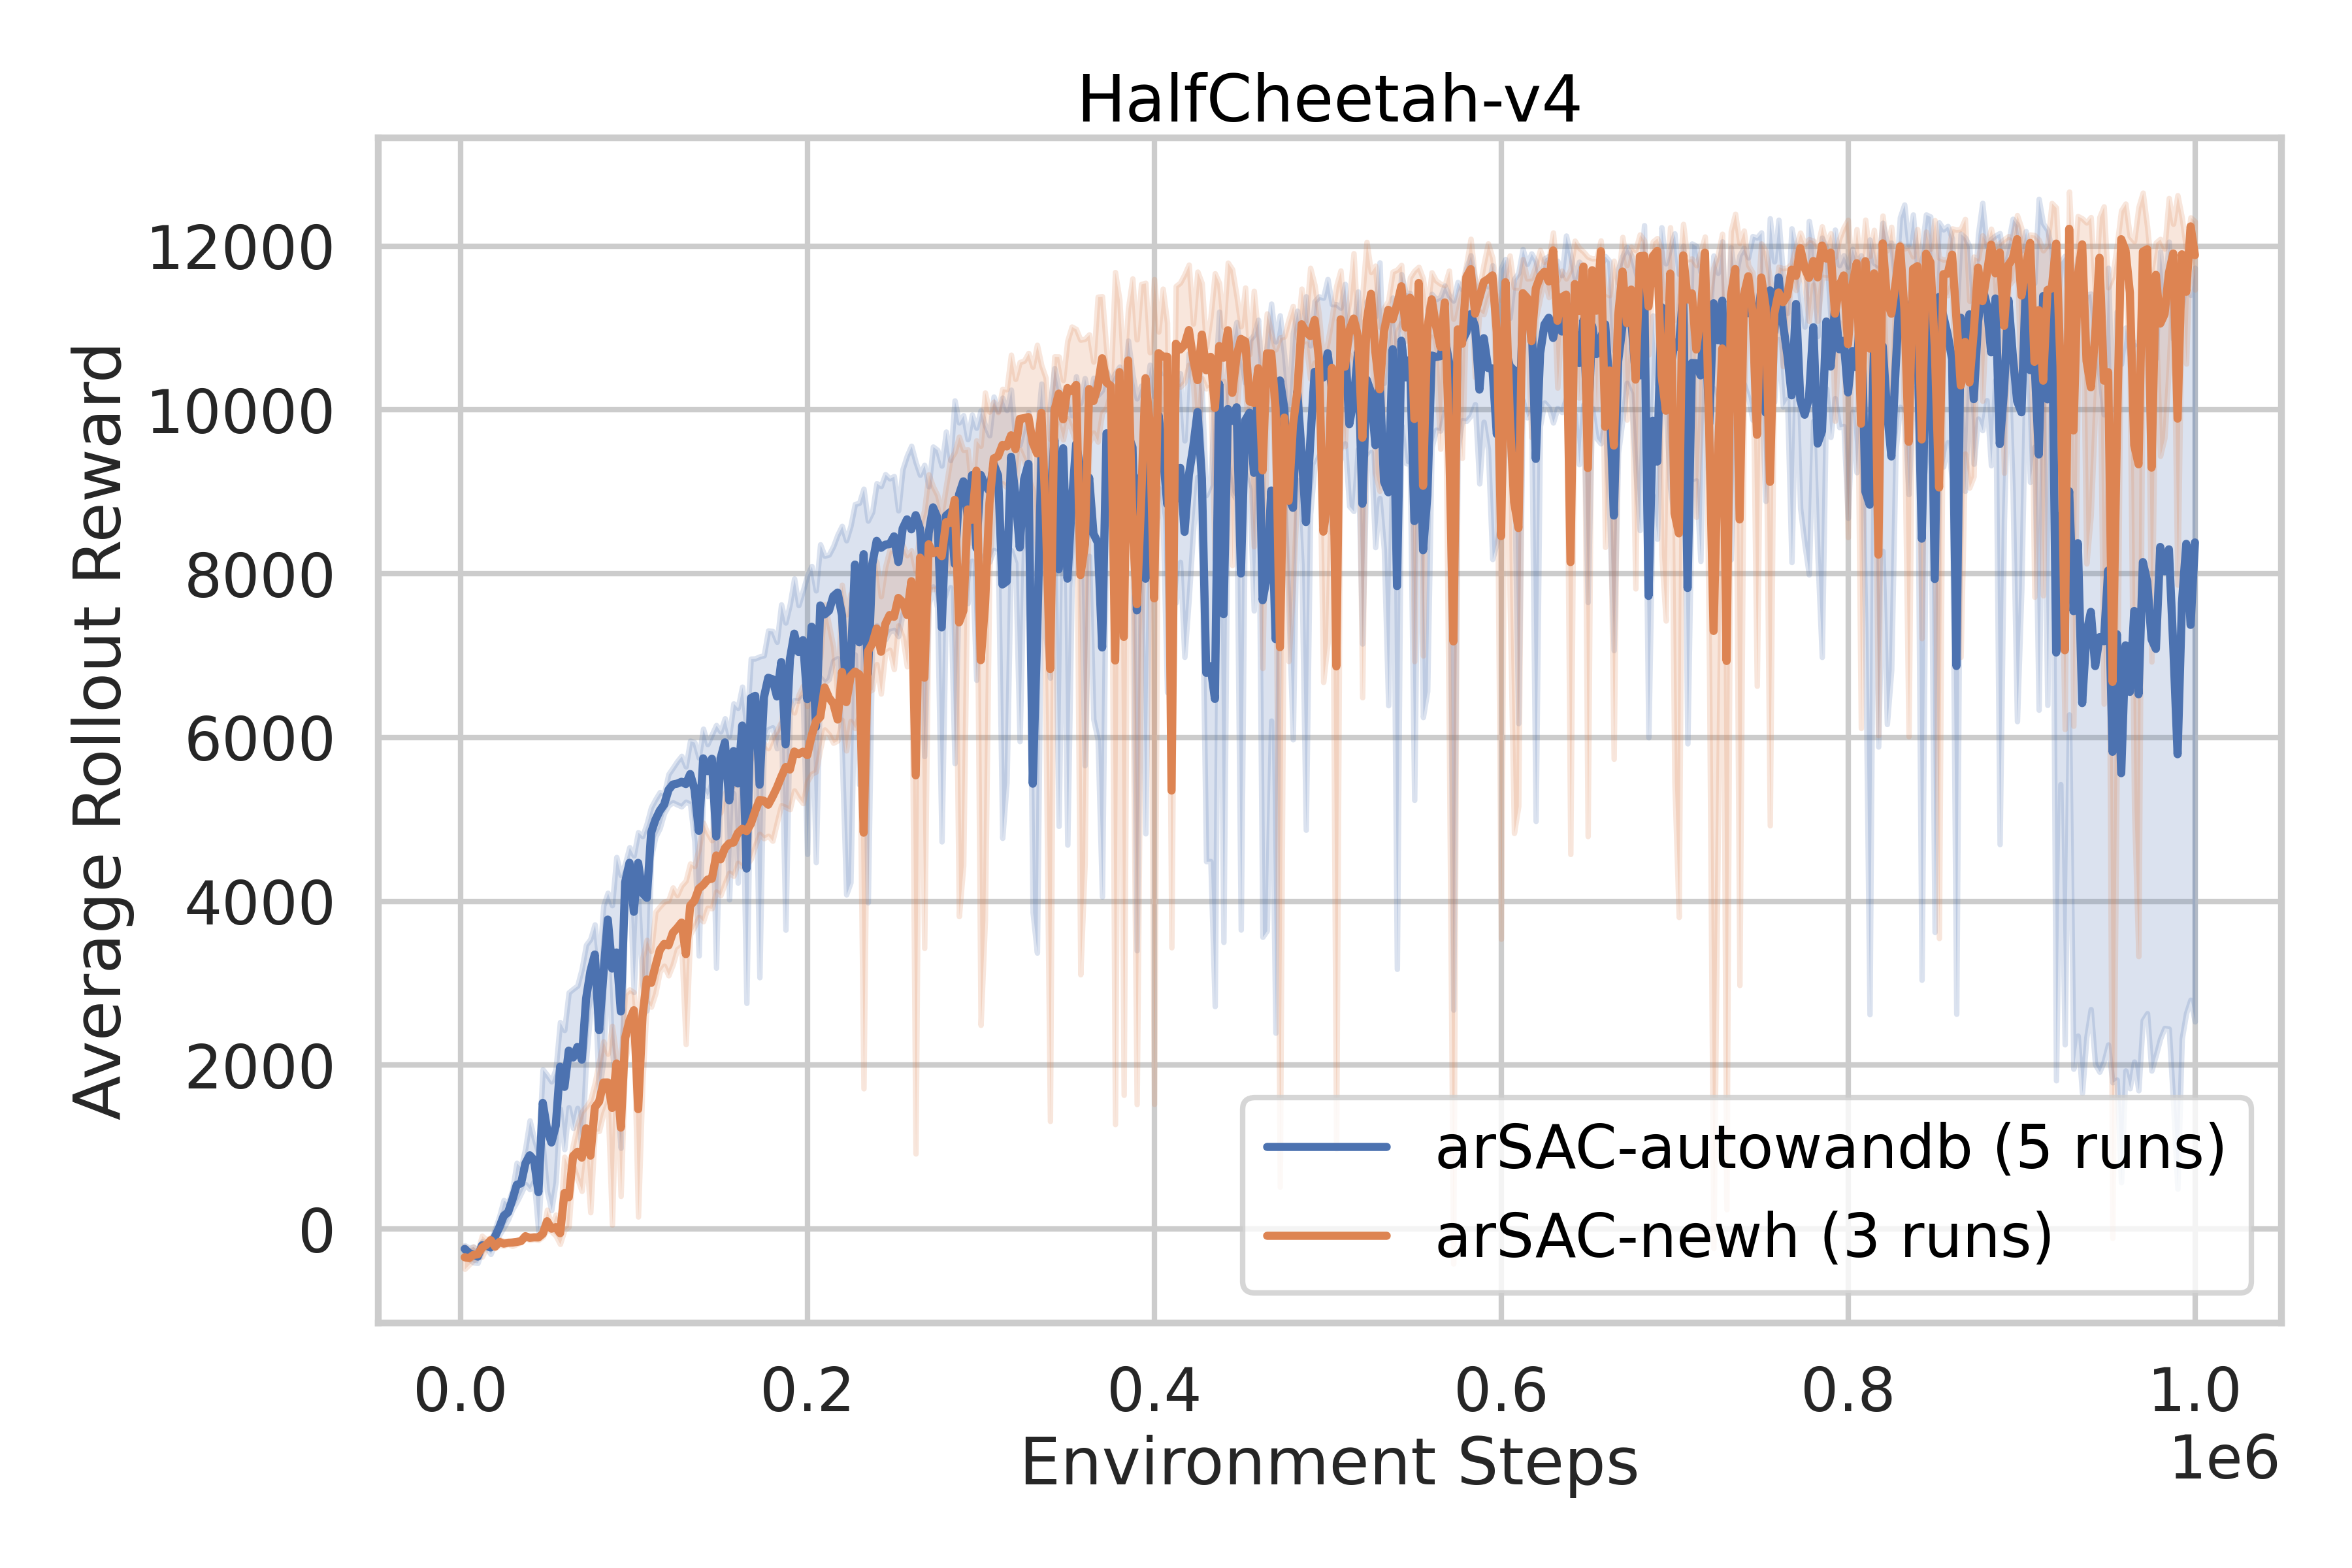 HalfCheetah-v4
Average Rollout Reward
12000
10000
8000
6000
4000
2000
0
arSAC-autowandb (5 runs)
arSAC-newh (3 runs)
0.0 0.2 0.4 0.6 0.8 1.0
1e6
Environment Steps